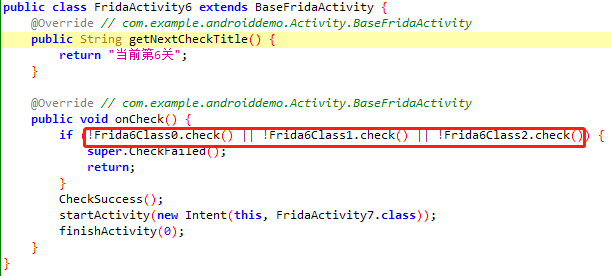 public class FridaActivity6 extends BaseFridaActivity {
@Override // com.example.androiddemo.Activity.BaseFridaActivity
public String getNextCheckTitle() {
return "当前第6关";
}
@Override // com.example.androiddemo.Activity.BaseFridaActivity
public void onCheck() {
if (!Frida6Class0.check() || !Frida6Class1.check() || !Frida6Class2.check()) {
super.CheckFailed();
return;
}
CheckSuccess();
startActivity(new Intent(this, FridaActivity7.class));
finishActivity(0);
}
}